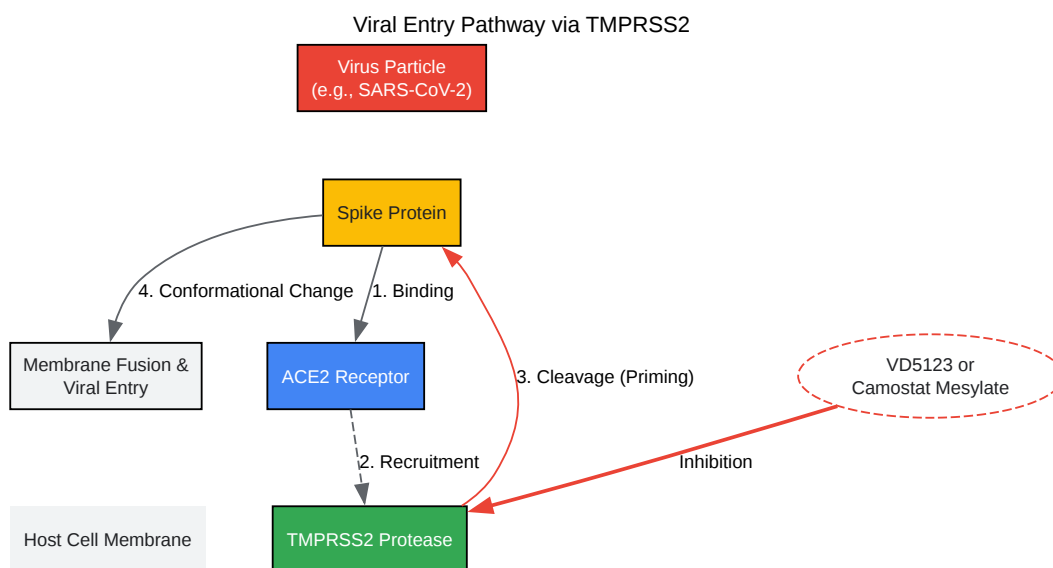 Viral Entry Pathway via TMPRSS2
Virus Particle
(e.g., SARS-CoV-2)
Spike Protein
4. Conformational Change
1. Binding
Membrane Fusion &
Viral Entry
ACE2 Receptor
3. Cleavage (Priming)
VD5123 or
Camostat Mesylate
2. Recruitment
Inhibition
Host Cell Membrane
TMPRSS2 Protease